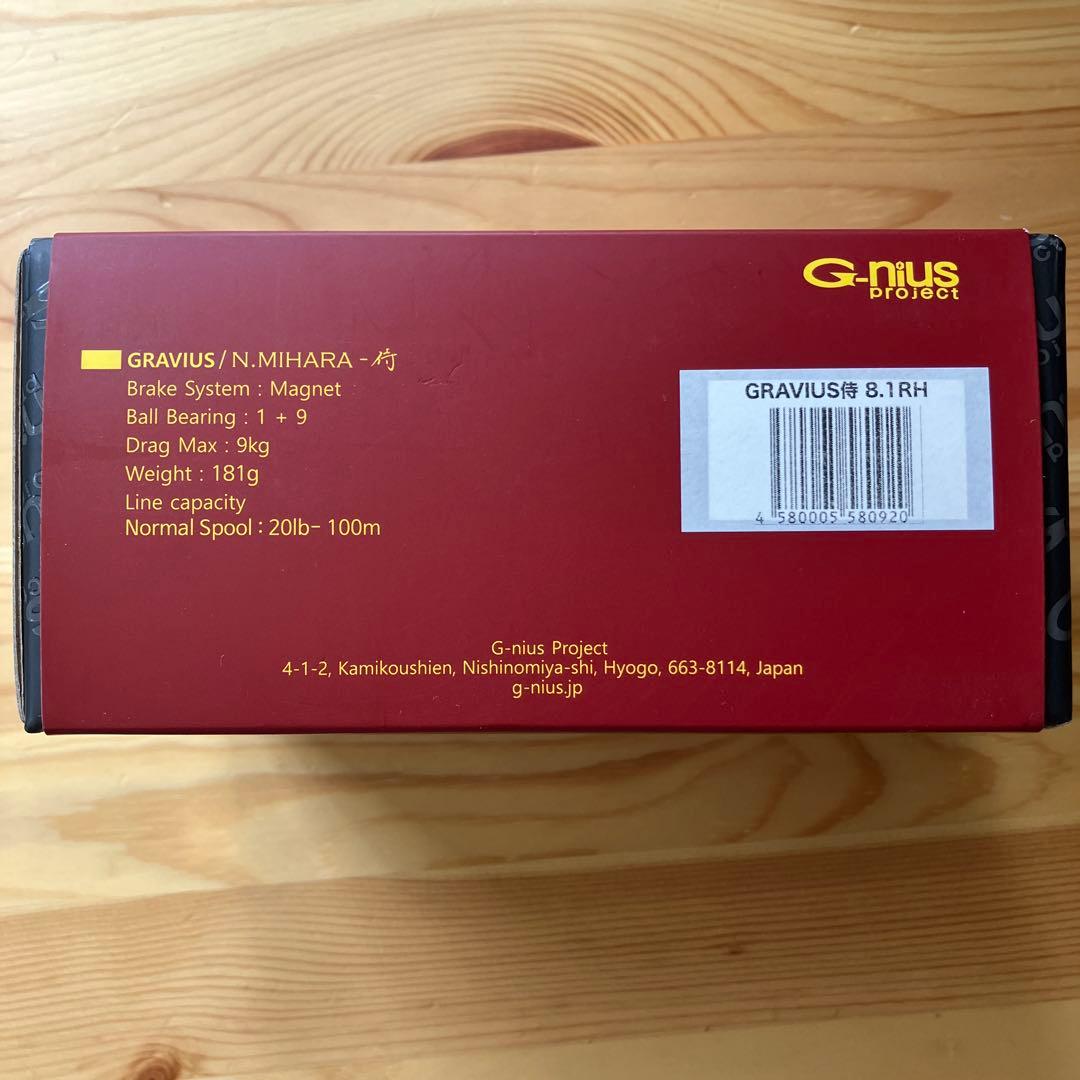 G-nius
project
GRAVIUS / N.MIHARA - 侍
Brake System : Magnet
Ball Bearing : 1 + 9
Drag Max : 9kg
Weight : 181g
Line capacity
Normal Spool : 20lb- 100m
GRAVIUS侍 8.1RH
4 580005 580920
G-nius Project
4-1-2, Kamikoushien, Nishinomiya-shi, Hyogo, 663-8114, Japan
g-nius.jp